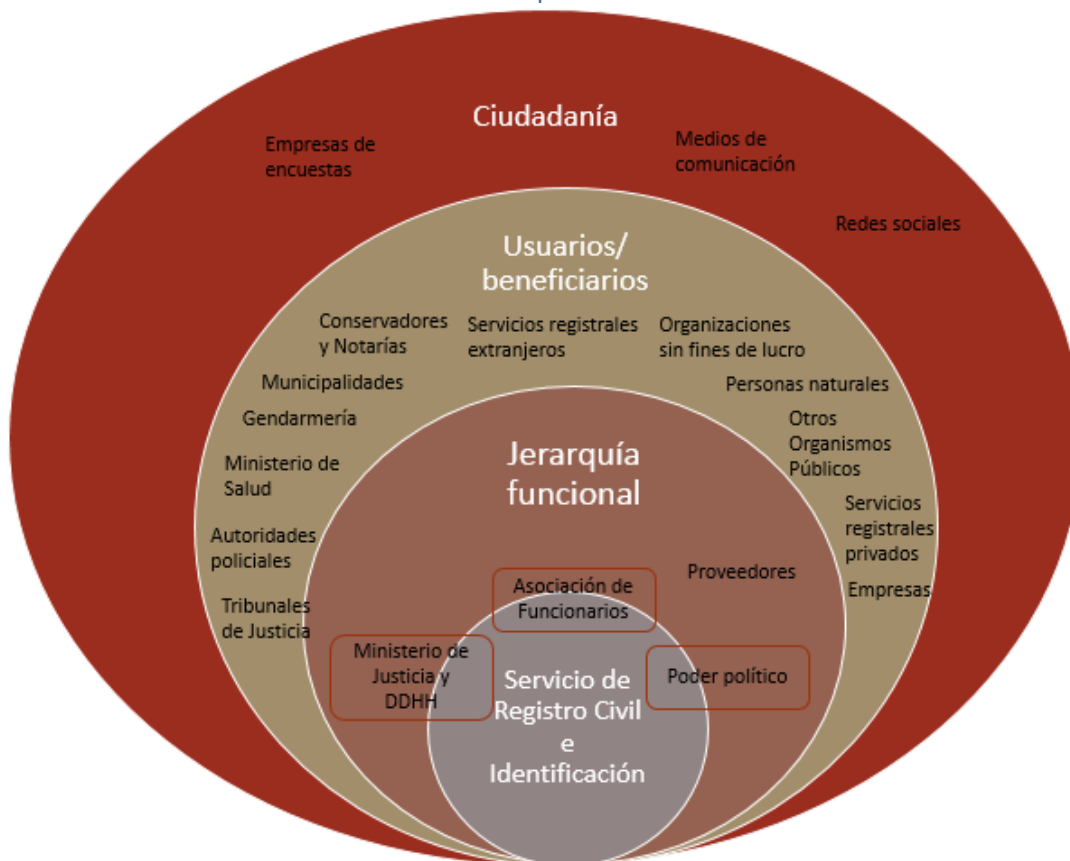 Ciudadanía
Empresas de
encuestas
Medios de
comunicación
Redes sociales
Usuarios/
beneficiarios
Conservadores
y Notarías
Servicios registrales
extranjeros
Organizaciones
sin fines de lucro
Municipalidades
Personas naturales
Gendarmería
Otros
Organismos
Públicos
Ministerio de
Salud
Servicios
registrales
privados
Autoridades
policiales
Empresas
Tribunales
de Justicia
Jerarquía
funcional
Proveedores
Asociación de
Funcionarios
Ministerio de
Justicia y
DDHH
Poder político
Servicio de
Registro Civil
e
Identificación